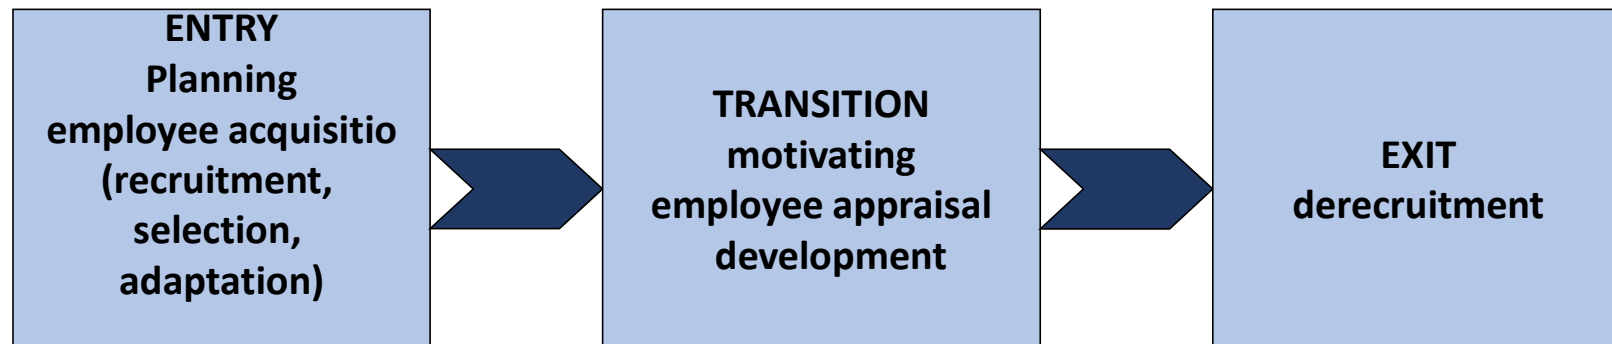 ENTRY
Planning
employee acquisitio
(recruitment,
selection,
adaptation)
TRANSITION
motivating
employee appraisal
development
EXIT
derecruitment